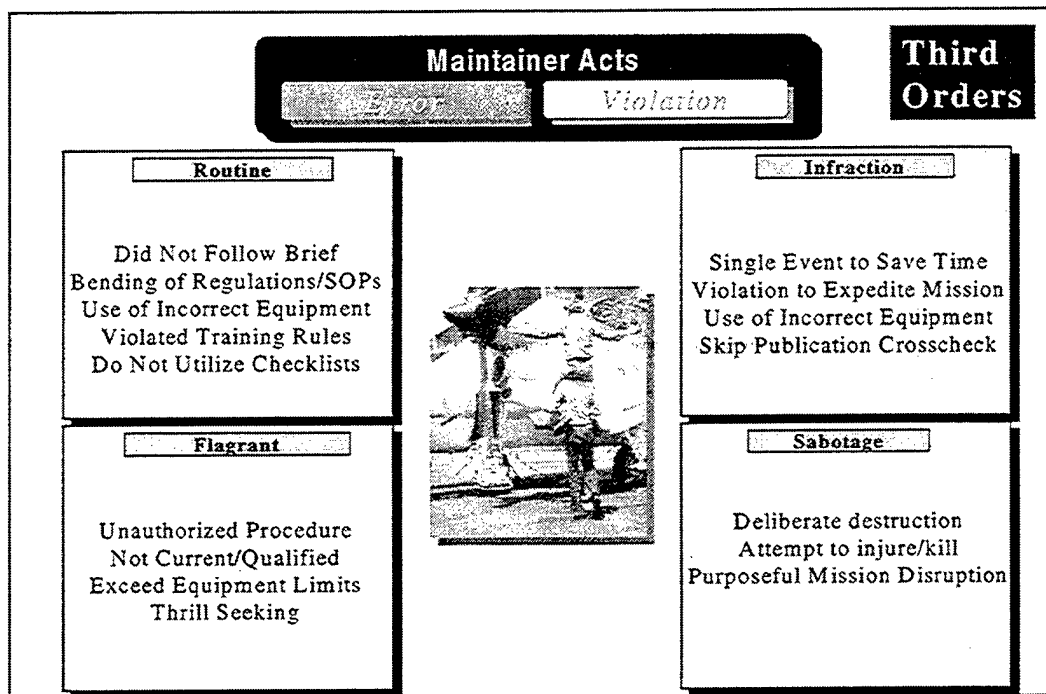 Maintainer Acts
Error
Violation
Third
Orders
Routine
Did Not Follow Brief
Bending of Regulations/SOPs
Use of Incorrect Equipment
Violated Training Rules
Do Not Utilize Checklists
Infraction
Single Event to Save Time
Violation to Expedite Mission
Use of Incorrect Equipment
Skip Publication Crosscheck
Flagrant
Unauthorized Procedure
Not Current/Qualified
Exceed Equipment Limits
Thrill Seeking
Sabotage
Deliberate destruction
Attempt to injure/kill
Purposeful Mission Disruption